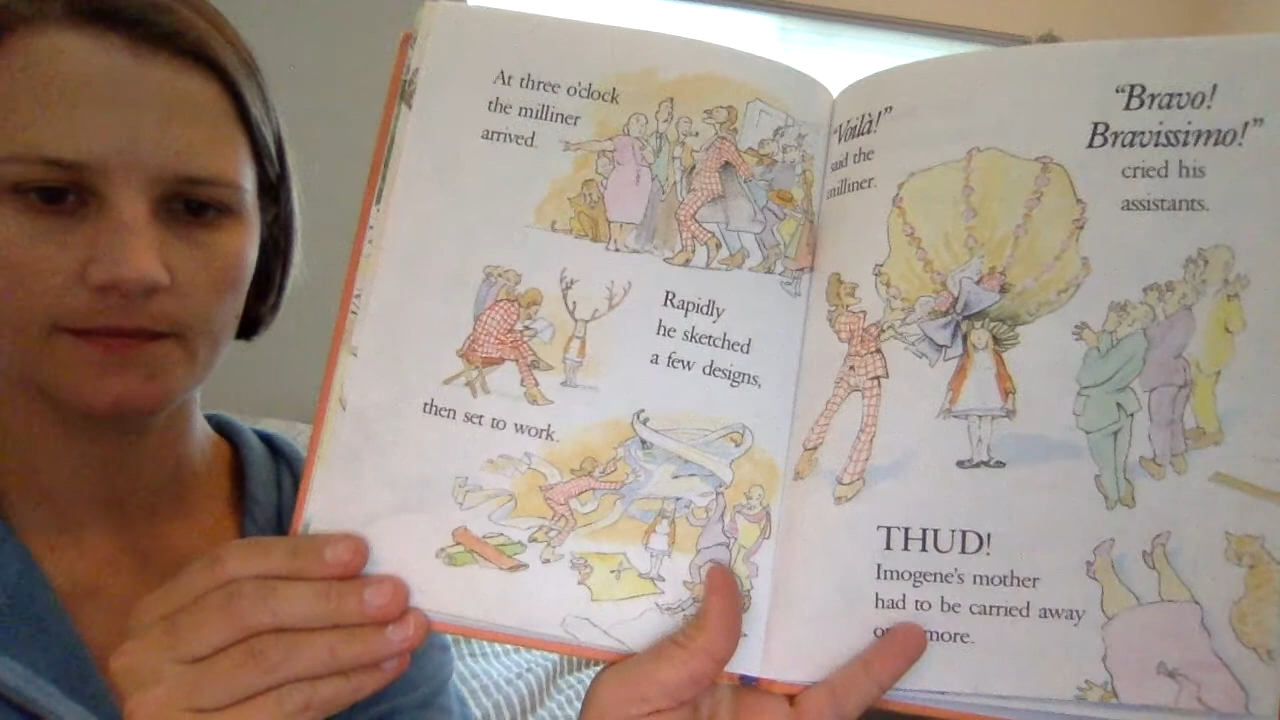 At three o'clock
the milliner
arrived.
Rapidly
he sketched
a few designs,
then set to work.
"Voilà!"
said the
milliner.
"Bravo!
Bravissimo!"
cried his
assistants.
THUD!
Imogene's mother
had to be carried away
more.